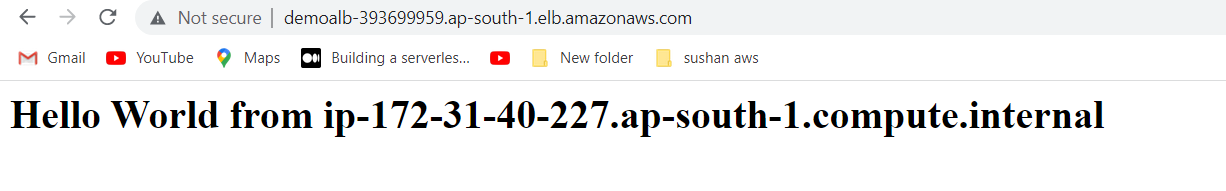 Not secure | demoalb-393699959.ap-south-1.elb.amazonaws.com
Gmail YouTube Maps Building a serverles... New folder sushan aws
Hello World from ip-172-31-40-227.ap-south-1.compute.internal